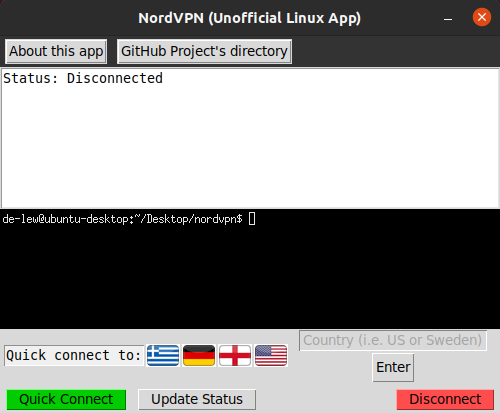 NordVPN (Unofficial Linux App)
About this app
GitHub Project's directory
Status: Disconnected
de-lew@ubuntu-desktop:~/Desktop/nordvpn$
Quick connect to:
Country (i.e. US or Sweden)
Enter
Quick Connect
Update Status
Disconnect